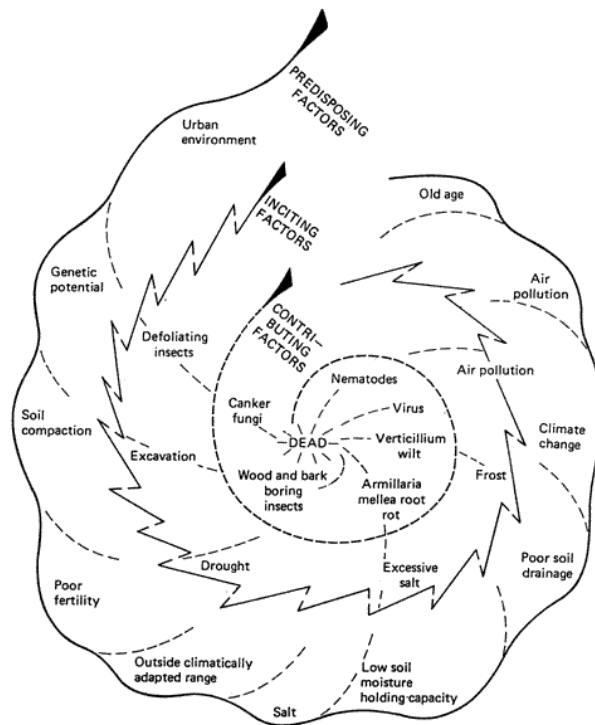 PREDISPOSING
FACTORS
Urban
environment
Old age
INCITING
FACTORS
Genetic
potential
Air
pollution
CONTRI–
BUTING
FACTORS
Defoliating
insects
Air pollution
Nematodes
Canker
fungi
Virus
Soil
compaction
Climate
change
DEAD
Verticillium
wilt
Excavation
Wood and bark
boring
insects
Armillaria
mellea root
rot
Frost
Drought
Excessive
salt
Poor soil
drainage
Poor
fertility
Outside climatically
adapted range
Low soil
moisture
holding capacity
Salt